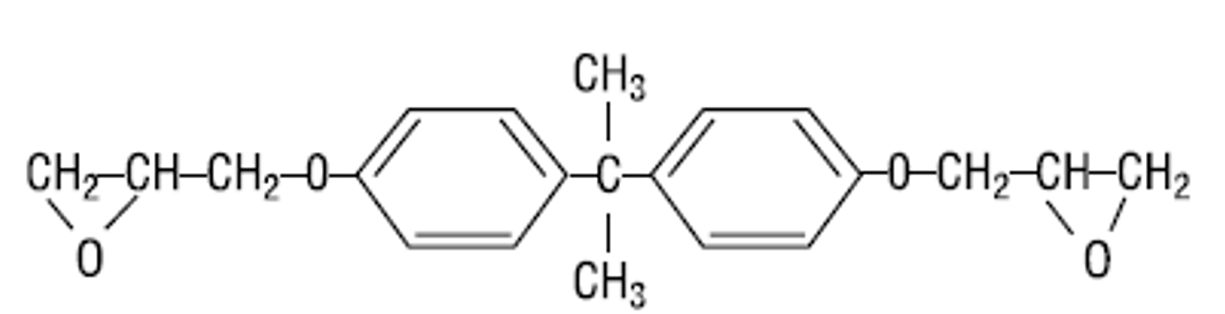 CH₃
CH₂—CH—CH₂—O— —C— —O—CH₂—CH—CH₂
O O
CH₃